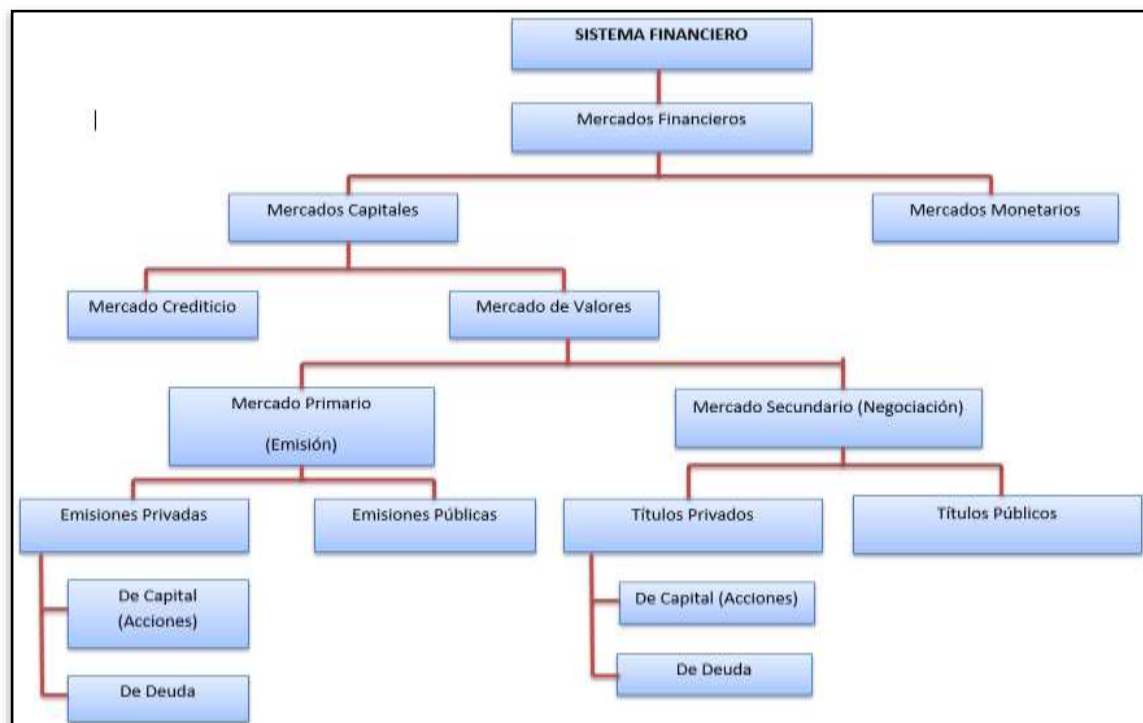 SISTEMA FINANCIERO
Mercados Financieros
Mercados Capitales
Mercados Monetarios
Mercado Crediticio
Mercado de Valores
Mercado Primario
(Emisión)
Mercado Secundario (Negociación)
Emisiones Privadas
Emisiones Públicas
Títulos Privados
Títulos Públicos
De Capital
(Acciones)
De Capital (Acciones)
De Deuda
De Deuda